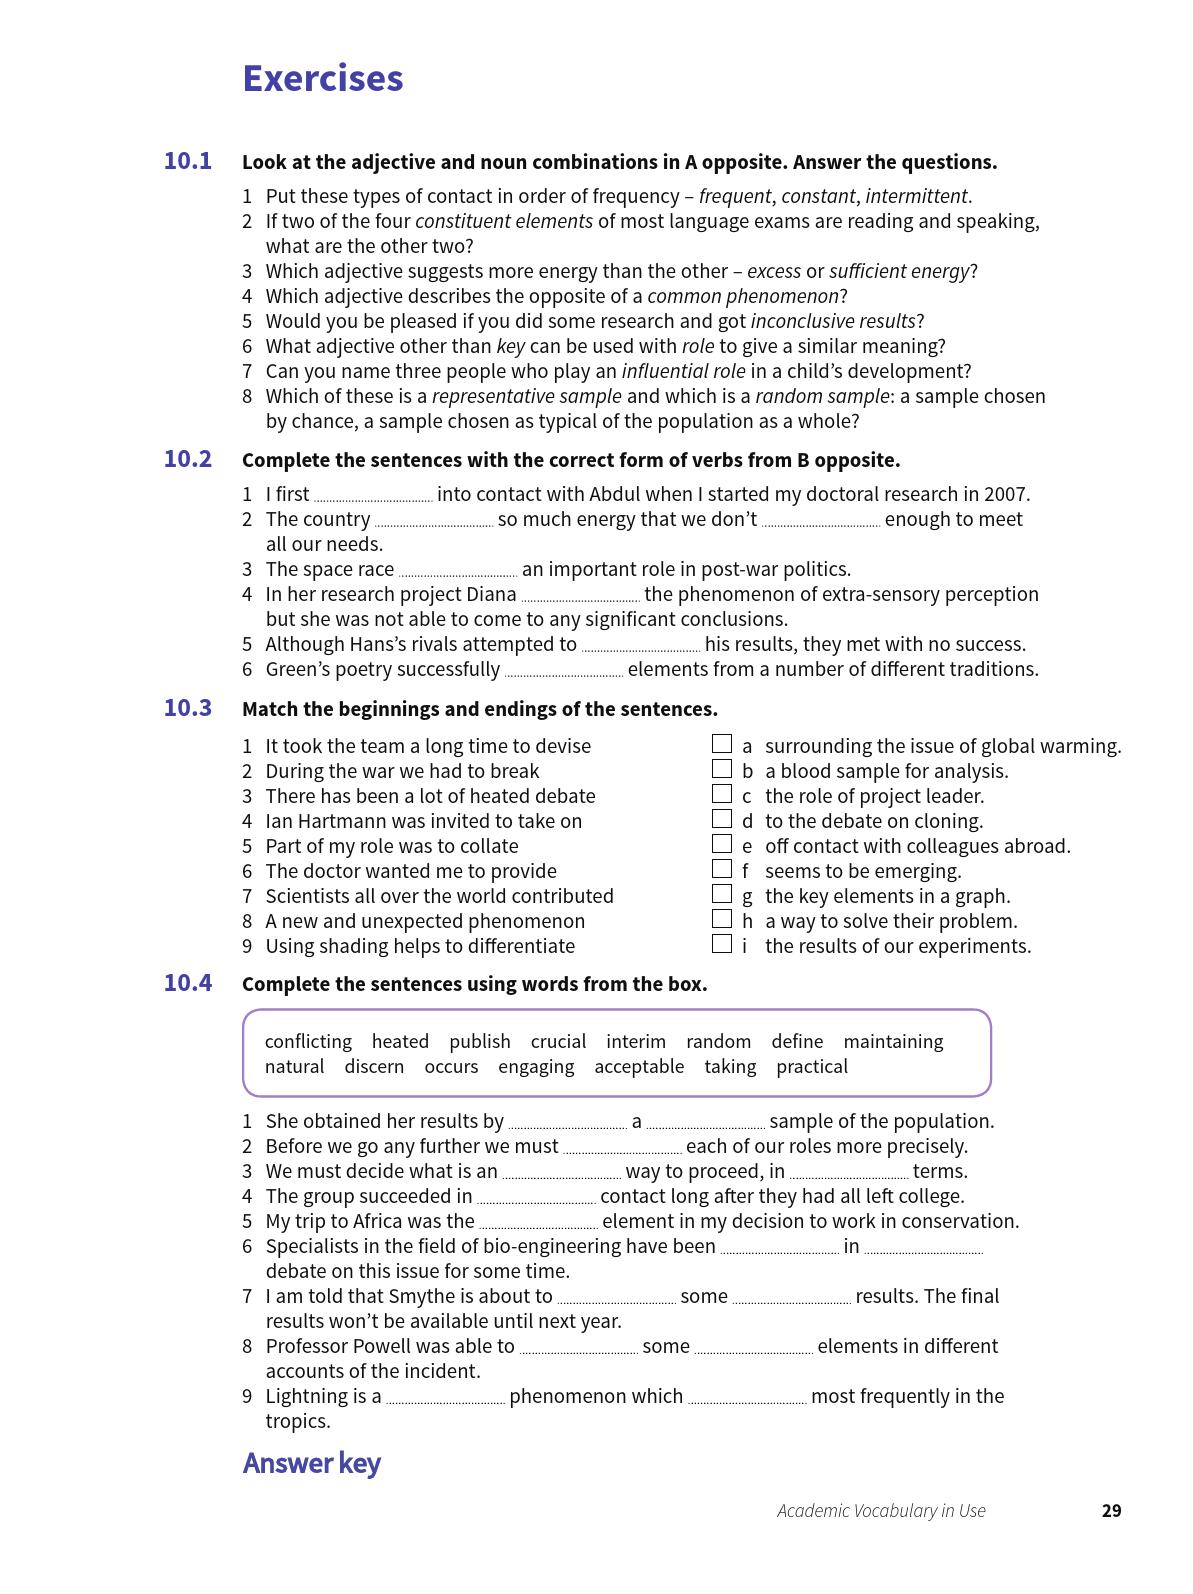 Exercises
10.1 Look at the adjective and noun combinations in A opposite. Answer the questions.
1 Put these types of contact in order of frequency – frequent, constant, intermittent.
2 If two of the four constituent elements of most language exams are reading and speaking,
what are the other two?
3 Which adjective suggests more energy than the other – excess or sufficient energy?
4 Which adjective describes the opposite of a common phenomenon?
5 Would you be pleased if you did some research and got inconclusive results?
6 What adjective other than key can be used with role to give a similar meaning?
7 Can you name three people who play an influential role in a child's development?
8 Which of these is a representative sample and which is a random sample: a sample chosen
by chance, a sample chosen as typical of the population as a whole?
10.2 Complete the sentences with the correct form of verbs from B opposite.
1 I first .............................. into contact with Abdul when I started my doctoral research in 2007.
2 The country .............................. so much energy that we don't .............................. enough to meet
all our needs.
3 The space race .............................. an important role in post-war politics.
4 In her research project Diana .............................. the phenomenon of extra-sensory perception
but she was not able to come to any significant conclusions.
5 Although Hans's rivals attempted to .............................. his results, they met with no success.
6 Green's poetry successfully .............................. elements from a number of different traditions.
10.3 Match the beginnings and endings of the sentences.
1 It took the team a long time to devise a surrounding the issue of global warming.
2 During the war we had to break b a blood sample for analysis.
3 There has been a lot of heated debate c the role of project leader.
4 Ian Hartmann was invited to take on d to the debate on cloning.
5 Part of my role was to collate e off contact with colleagues abroad.
6 The doctor wanted me to provide f seems to be emerging.
7 Scientists all over the world contributed g the key elements in a graph.
8 A new and unexpected phenomenon h a way to solve their problem.
9 Using shading helps to differentiate i the results of our experiments.
10.4 Complete the sentences using words from the box.
conflicting heated publish crucial interim random define maintaining
natural discern occurs engaging acceptable taking practical
1 She obtained her results by .............................. a .............................. sample of the population.
2 Before we go any further we must .............................. each of our roles more precisely.
3 We must decide what is an .............................. way to proceed, in .............................. terms.
4 The group succeeded in .............................. contact long after they had all left college.
5 My trip to Africa was the .............................. element in my decision to work in conservation.
6 Specialists in the field of bio-engineering have been .............................. in ..............................
debate on this issue for some time.
7 I am told that Smythe is about to .............................. some .............................. results. The final
results won't be available until next year.
8 Professor Powell was able to .............................. some .............................. elements in different
accounts of the incident.
9 Lightning is a .............................. phenomenon which .............................. most frequently in the
tropics.
Answer key
Academic Vocabulary in Use 29